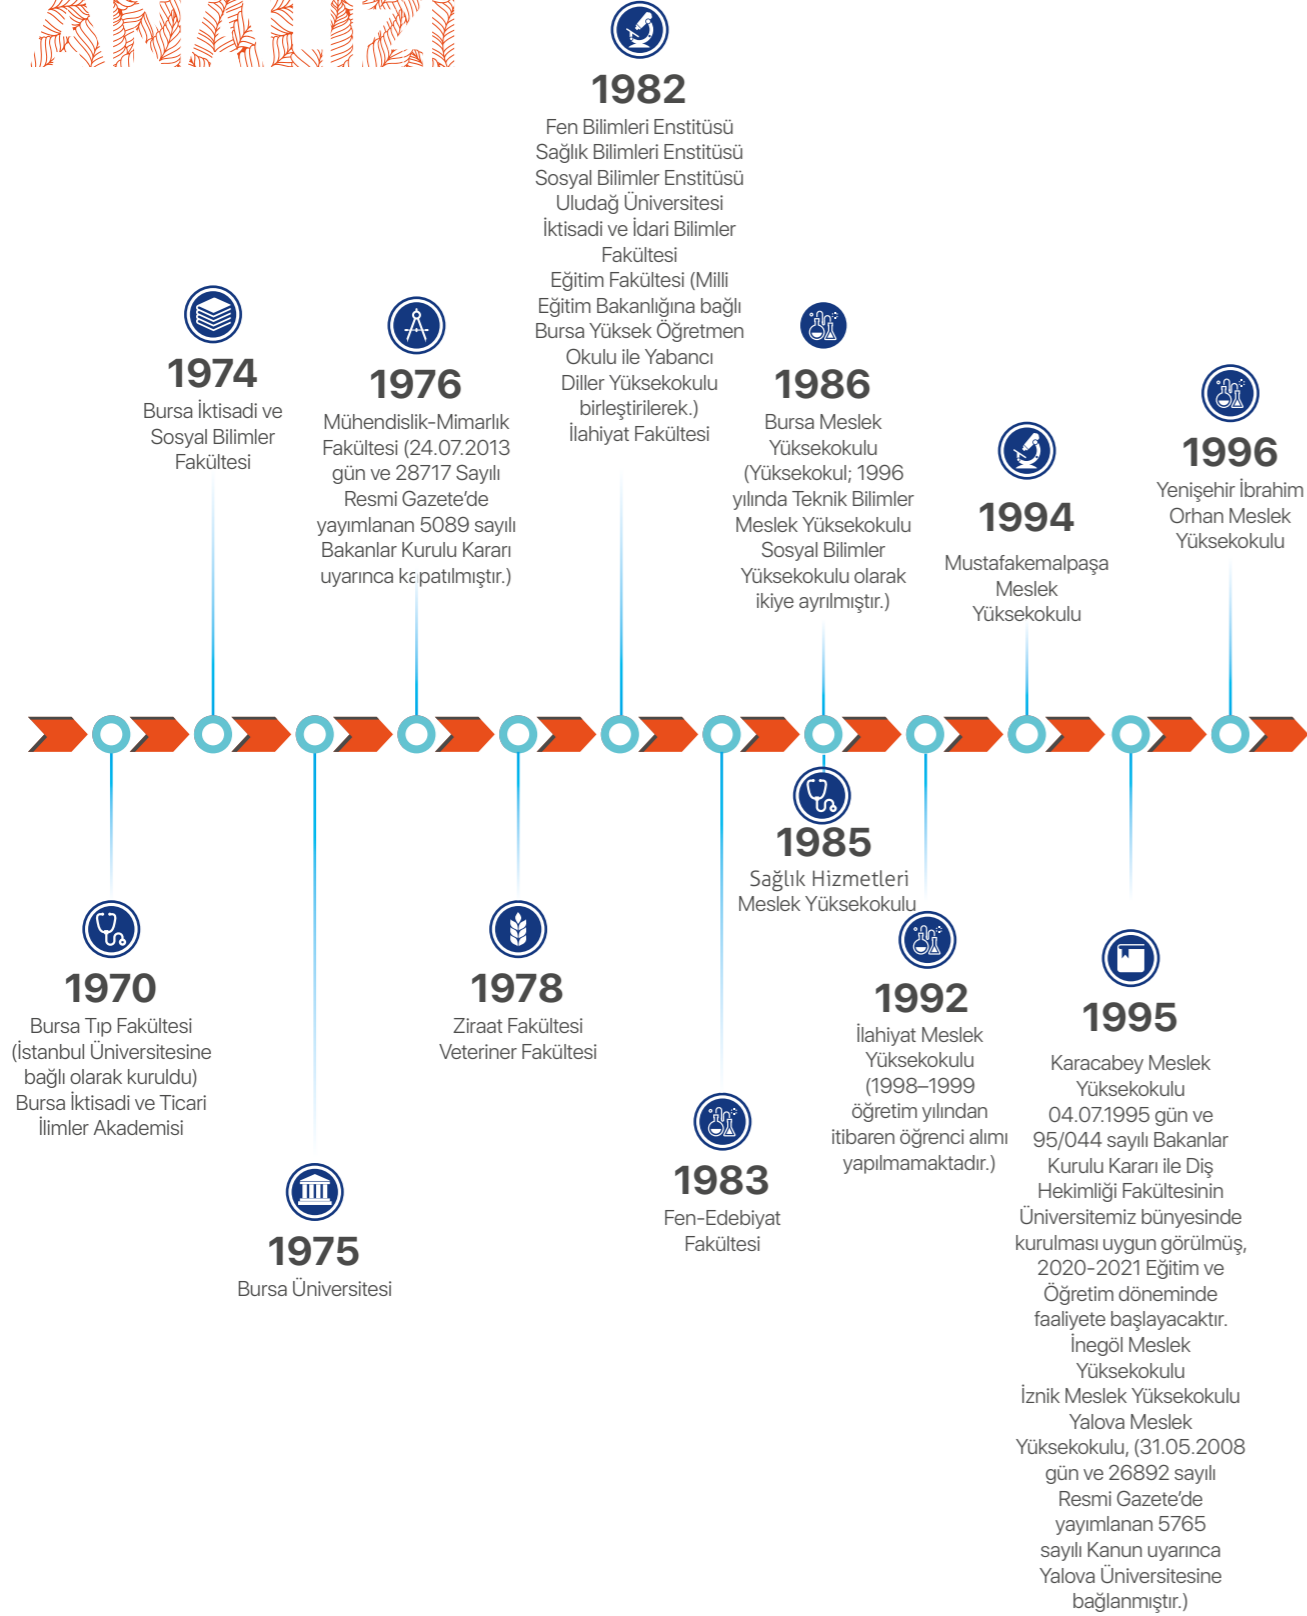 ANALİZİ
1982
Fen Bilimleri Enstitüsü
Sağlık Bilimleri Enstitüsü
Sosyal Bilimler Enstitüsü
Uludağ Üniversitesi
İktisadi ve İdari Bilimler
Fakültesi
Eğitim Fakültesi (Milli
Eğitim Bakanlığına bağlı
Bursa Yüksek Öğretmen
Okulu ile Yabancı
Diller Yüksekokulu
birleştirilerek.)
İlahiyat Fakültesi
1974
Bursa İktisadi ve
Sosyal Bilimler
Fakültesi
1976
Mühendislik-Mimarlık
Fakültesi (24.07.2013
gün ve 28717 Sayılı
Resmi Gazete’de
yayımlanan 5089 sayılı
Bakanlar Kurulu Kararı
uyarınca kapatılmıştır.)
1986
Bursa Meslek
Yüksekokulu
(Yüksekokul; 1996
yılında Teknik Bilimler
Meslek Yüksekokulu
Sosyal Bilimler
Yüksekokulu olarak
ikiye ayrılmıştır.)
1994
Mustafakemalpaşa
Meslek
Yüksekokulu
1996
Yenişehir İbrahim
Orhan Meslek
Yüksekokulu
1970
Bursa Tıp Fakültesi
(İstanbul Üniversitesine
bağlı olarak kuruldu)
Bursa İktisadi ve Ticari
İlimler Akademisi
1975
Bursa Üniversitesi
1978
Ziraat Fakültesi
Veteriner Fakültesi
1983
Fen-Edebiyat
Fakültesi
1985
Sağlık Hizmetleri
Meslek Yüksekokulu
1992
İlahiyat Meslek
Yüksekokulu
(1998–1999
öğretim yılından
itibaren öğrenci alımı
yapılmamaktadır.)
1995
Karacabey Meslek
Yüksekokulu
04.07.1995 gün ve
95/044 sayılı Bakanlar
Kurulu Kararı ile Diş
Hekimliği Fakültesinin
Üniversitemiz bünyesinde
kurulması uygun görülmüş,
2020-2021 Eğitim ve
Öğretim döneminde
faaliyete başlayacaktır.
İnegöl Meslek
Yüksekokulu
İznik Meslek Yüksekokulu
Yalova Meslek
Yüksekokulu, (31.05.2008
gün ve 26892 sayılı
Resmi Gazete’de
yayımlanan 5765
sayılı Kanun uyarınca
Yalova Üniversitesine
bağlanmıştır.)